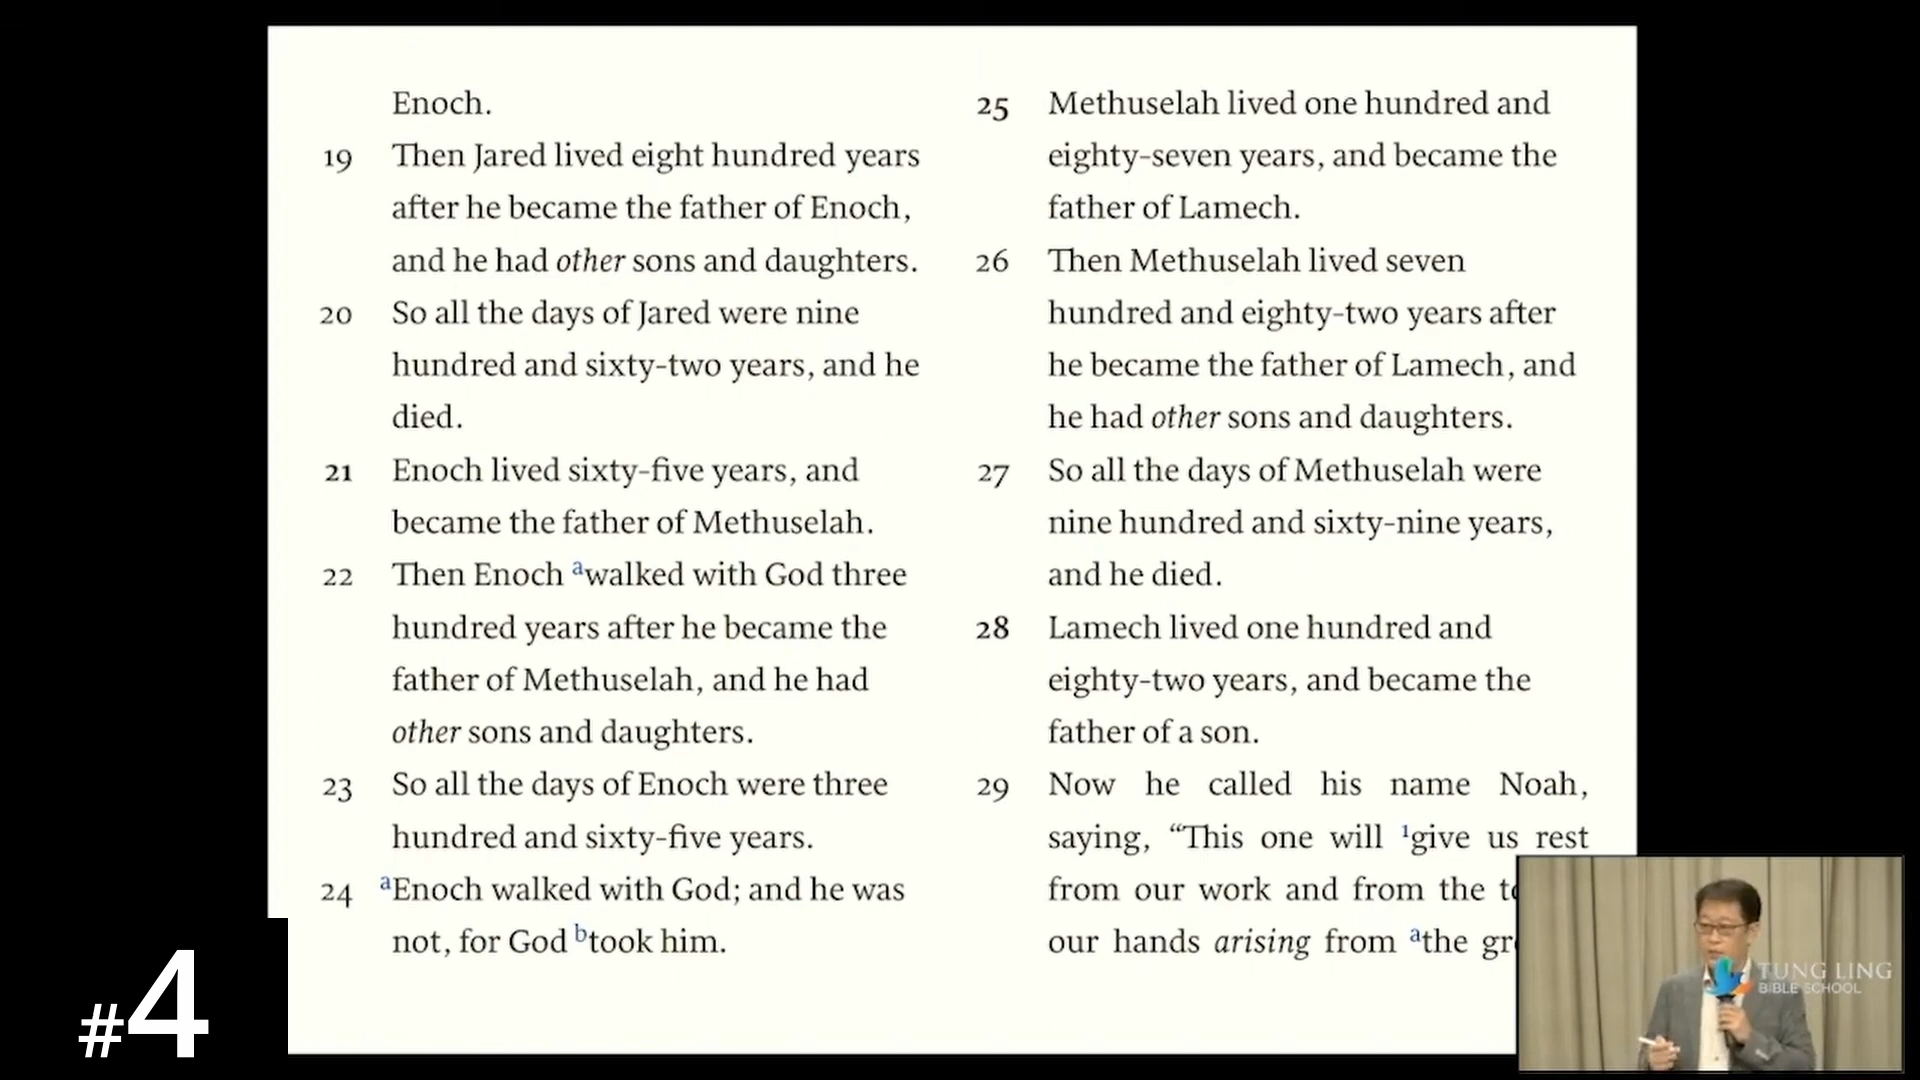 Enoch.
19 Then Jared lived eight hundred years
after he became the father of Enoch,
and he had other sons and daughters.
20 So all the days of Jared were nine
hundred and sixty-two years, and he
died.
21 Enoch lived sixty-five years, and
became the father of Methuselah.
22 Then Enoch ᵃwalked with God three
hundred years after he became the
father of Methuselah, and he had
other sons and daughters.
23 So all the days of Enoch were three
hundred and sixty-five years.
24 ᵃEnoch walked with God; and he was
not, for God ᵇtook him.
25 Methuselah lived one hundred and
eighty-seven years, and became the
father of Lamech.
26 Then Methuselah lived seven
hundred and eighty-two years after
he became the father of Lamech, and
he had other sons and daughters.
27 So all the days of Methuselah were
nine hundred and sixty-nine years,
and he died.
28 Lamech lived one hundred and
eighty-two years, and became the
father of a son.
29 Now he called his name Noah,
saying, “This one will ¹give us rest
from our work and from the
our hands arising from ᵃthe
#4
TUNG LING
BIBLE SCHOOL